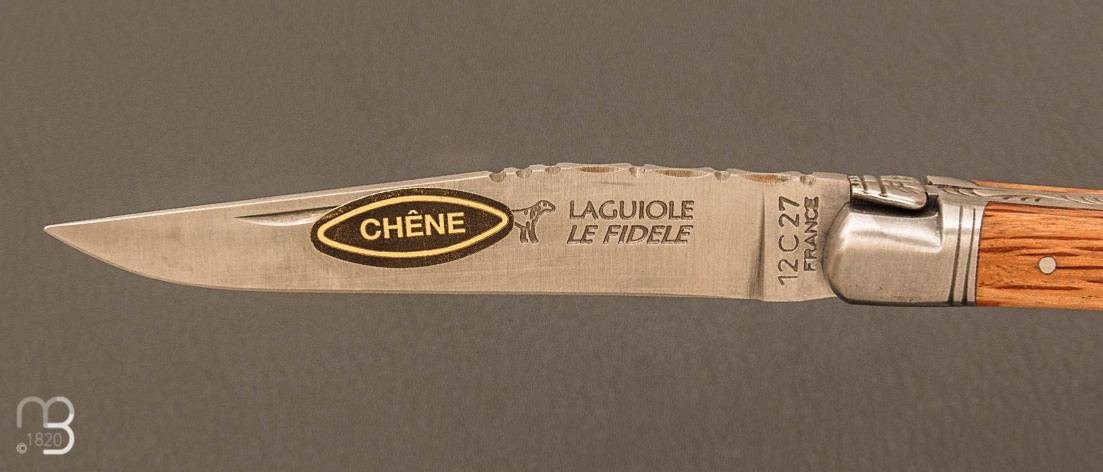 CHÊNE
LAGUIOLE
LE FIDELE
12 C 27
FRANCE
©1820